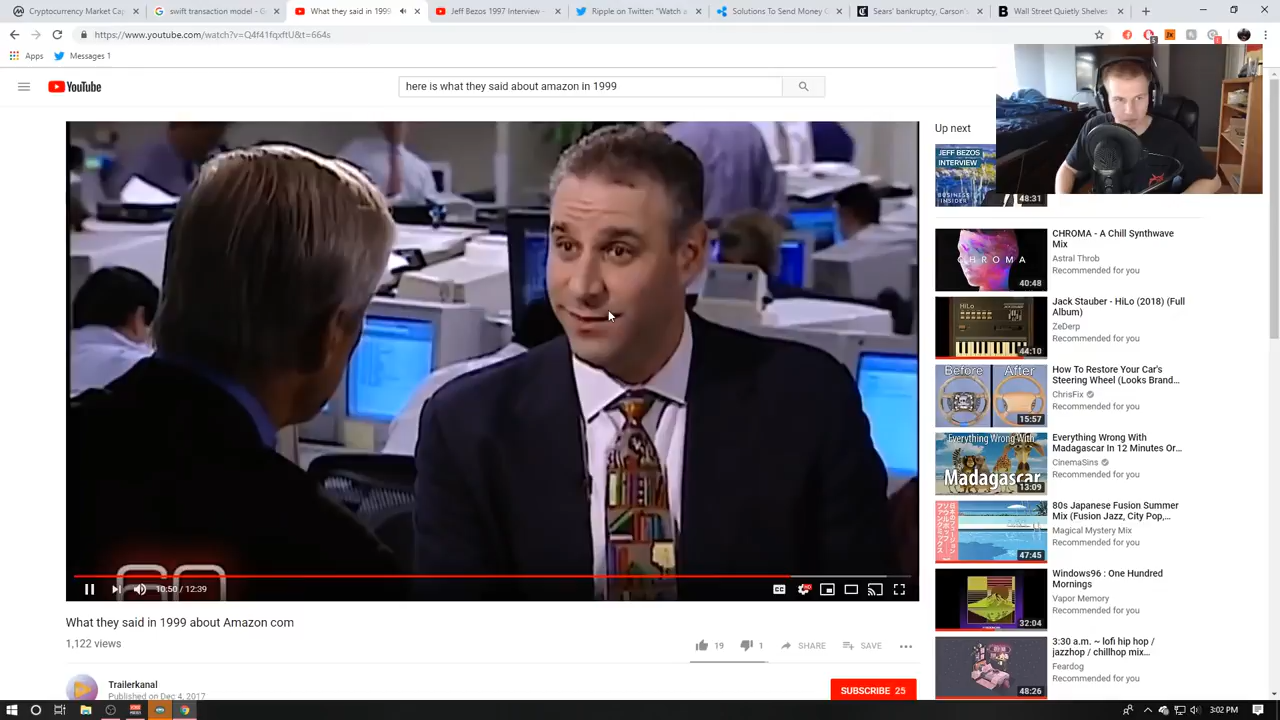 Cryptocurrency Market Ca
swift transaction model - G
What they said in 1999
Jeff Bezos 1997 Interview -
Ripple on Twitter: "Watch a
Solutions To Send Money G
Sears' bankruptcy, Carson's
Wall Street Quietly Shelves
https://www.youtube.com/watch?v=Q4f41fqxftU&t=664s
Apps
Messages 1
YouTube
here is what they said about amazon in 1999
Up next
JEFF BEZOS
INTERVIEW
BUSINESS
INSIDER
48:31
CHROMA
40:48
CHROMA - A Chill Synthwave
Mix
Astral Throb
Recommended for you
HiLo
44:10
Jack Stauber - HiLo (2018) (Full
Album)
ZeDerp
Recommended for you
Before
After
15:57
How To Restore Your Car's
Steering Wheel (Looks Brand...
ChrisFix
Recommended for you
Everything Wrong With
Madagascar
13:09
Everything Wrong With
Madagascar In 12 Minutes Or...
CinemaSins
Recommended for you
47:45
80s Japanese Fusion Summer
Mix (Fusion Jazz, City Pop,...
Magical Mystery Mix
Recommended for you
32:04
Windows96 : One Hundred
Mornings
Vapor Memory
Recommended for you
48:26
3:30 a.m. ~ lofi hip hop /
jazzhop / chillhop mix...
Feardog
Recommended for you
10:50 / 12:39
CC
HD
What they said in 1999 about Amazon com
1,122 views
19
1
SHARE
SAVE
Trailerkanal
Published on Dec 4, 2017
SUBSCRIBE 25
3:02 PM